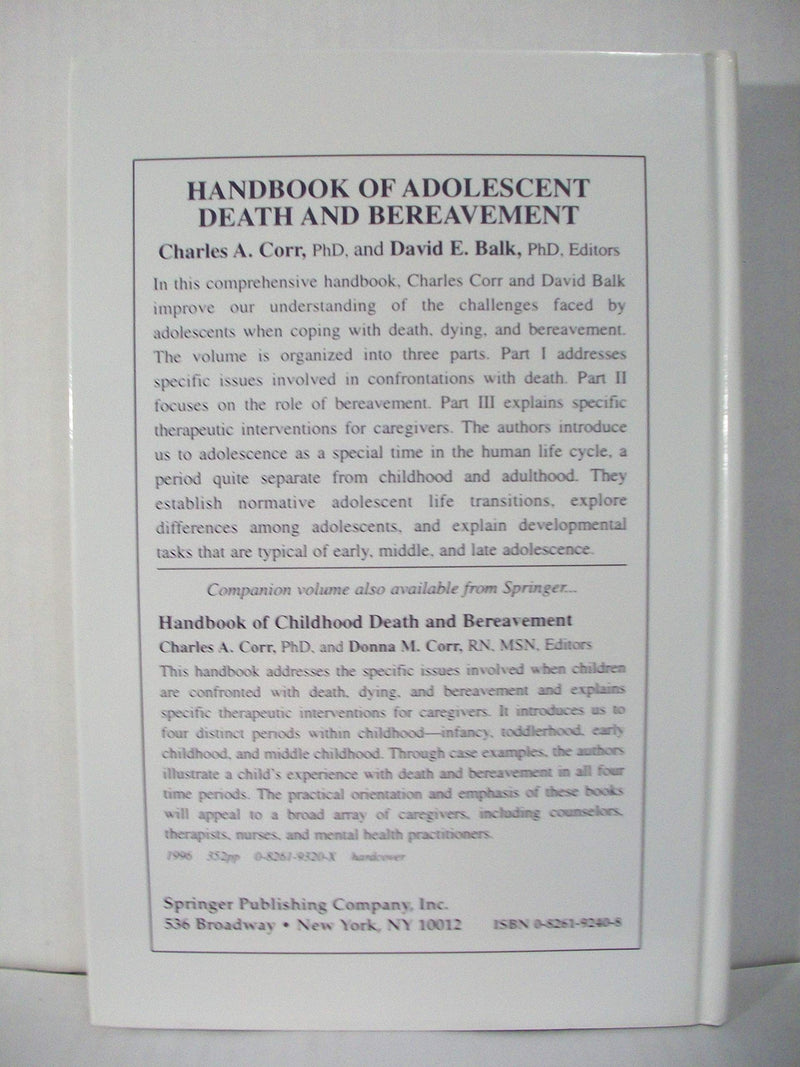 HANDBOOK OF ADOLESCENT
DEATH AND BEREAVEMENT
Charles A. Corr, PhD, and David E. Balk, PhD, Editors
In this comprehensive handbook, Charles Corr and David Balk
improve our understanding of the challenges faced by
adolescents when coping with death, dying, and bereavement.
The volume is organized into three parts. Part I addresses
specific issues involved in confrontations with death. Part II
focuses on the role of bereavement. Part III explains specific
therapeutic interventions for caregivers. The authors introduce
us to adolescence as a special time in the human life cycle, a
period quite separate from childhood and adulthood. They
establish normative adolescent life transitions, explore
differences among adolescents, and explain developmental
tasks that are typical of early, middle, and late adolescence.
Companion volume also available from Springer...
Handbook of Childhood Death and Bereavement
Charles A. Corr, PhD, and Donna M. Corr, RN, MSN, Editors
This handbook addresses the specific issues involved when children
are confronted with death, dying, and bereavement and explains
specific therapeutic interventions for caregivers. It introduces us to
four distinct periods within childhood—infancy, toddlerhood, early
childhood, and middle childhood. Through case examples, the authors
illustrate a child's experience with death and bereavement in all four
time periods. The practical orientation and emphasis of these books
will appeal to a broad array of caregivers, including counselors,
therapists, nurses, and mental health practitioners.
1996 352pp 0-8261-9320-X hardcover
Springer Publishing Company, Inc.
536 Broadway • New York, NY 10012 ISBN 0-8261-9240-8